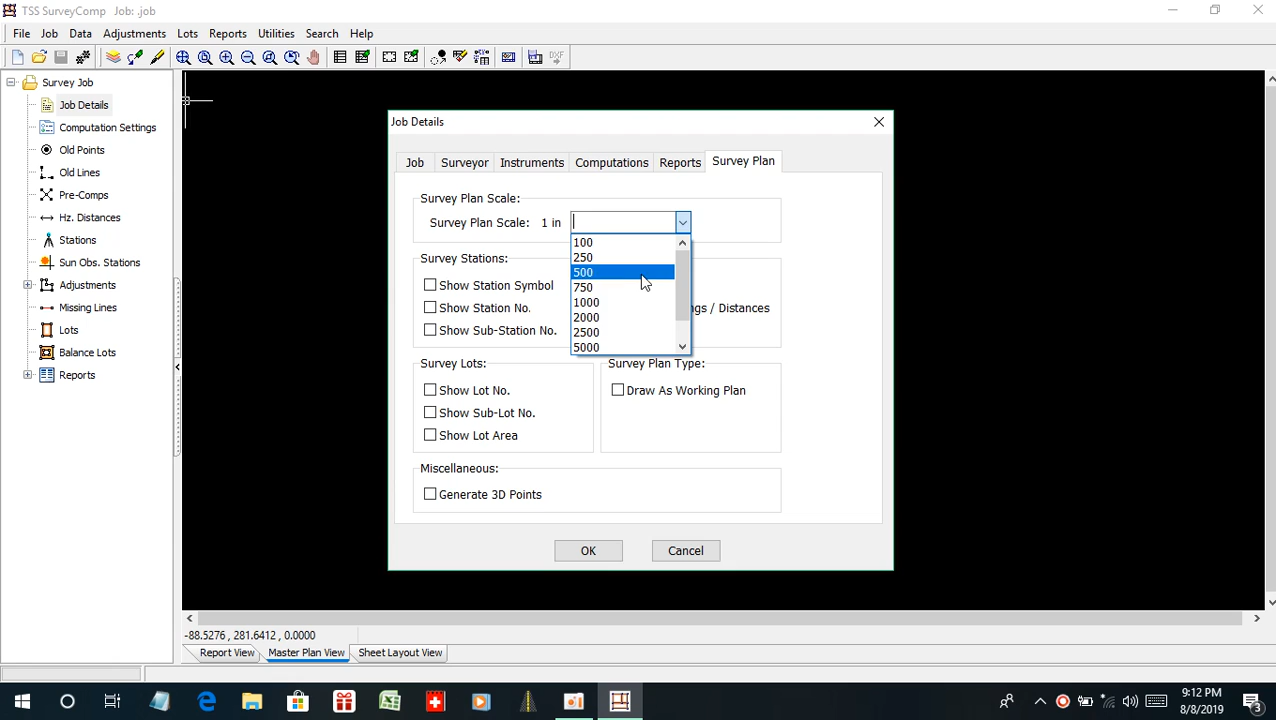 TSS SurveyComp Job: .job
File Job Data Adjustments Lots Reports Utilities Search Help
DXF
Survey Job
Job Details
Computation Settings
Old Points
Old Lines
Pre-Comps
Hz. Distances
Stations
Sun Obs. Stations
Adjustments
Missing Lines
Lots
Balance Lots
Reports
Job Details
Job Surveyor Instruments Computations Reports Survey Plan
Survey Plan Scale:
Survey Plan Scale: 1 in
100
250
500
750
1000
2000
2500
5000
Survey Stations:
Show Station Symbol
Show Station No.
Show Sub-Station No.
ngs / Distances
Survey Lots:
Show Lot No.
Show Sub-Lot No.
Show Lot Area
Survey Plan Type:
Draw As Working Plan
Miscellaneous:
Generate 3D Points
OK Cancel
-88.5276 , 281.6412 , 0.0000
Report View Master Plan View Sheet Layout View
9:12 PM
8/8/2019
3